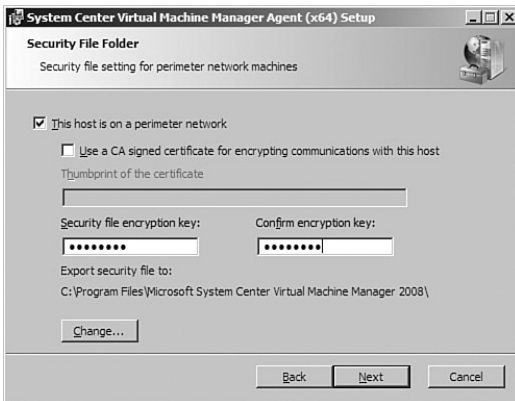 System Center Virtual Machine Manager Agent (x64) Setup
Security File Folder
Security file setting for perimeter network machines
This host is on a perimeter network
Use a CA signed certificate for encrypting communications with this host
Thumbprint of the certificate
Security file encryption key: Confirm encryption key:
•••••••• ••••••••
Export security file to:
C:\Program Files\Microsoft System Center Virtual Machine Manager 2008\
Change...
Back Next Cancel